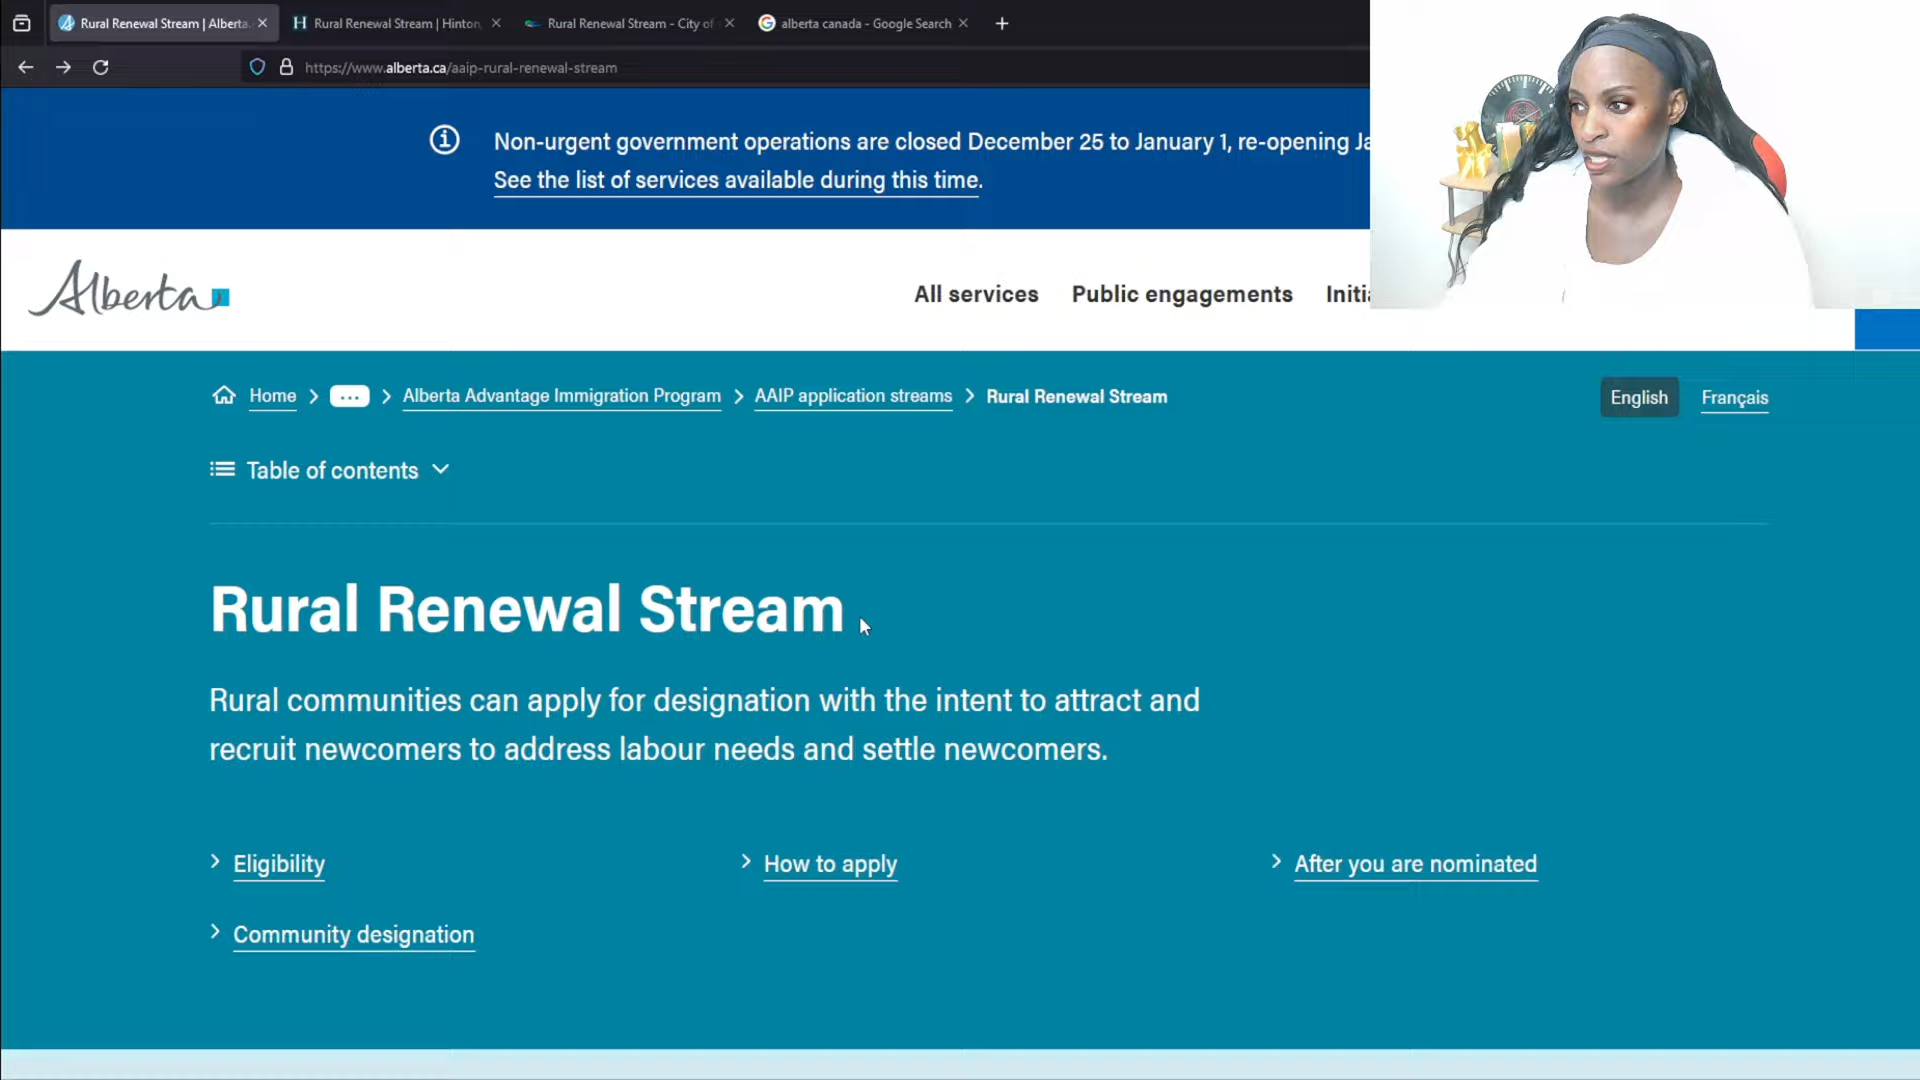 Rural Renewal Stream | Alberta.
Rural Renewal Stream | Hinton,
Rural Renewal Stream - City of
alberta canada - Google Search
https://www.alberta.ca/aaip-rural-renewal-stream
Non-urgent government operations are closed December 25 to January 1, re-opening
See the list of services available during this time.
Alberta
All services
Public engagements
Home
...
Alberta Advantage Immigration Program
AAIP application streams
Rural Renewal Stream
English
Français
Table of contents
Rural Renewal Stream
Rural communities can apply for designation with the intent to attract and
recruit newcomers to address labour needs and settle newcomers.
Eligibility
How to apply
After you are nominated
Community designation